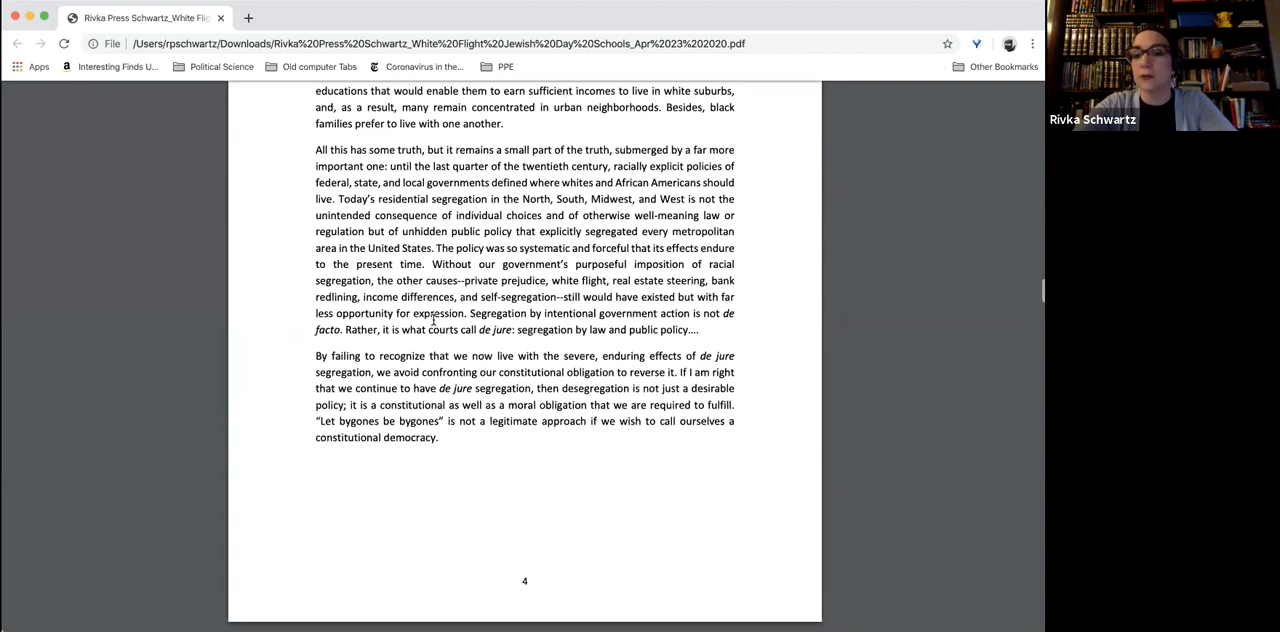 Rivka Press Schwartz_White Flig
File
/Users/rpschwartz/Downloads/Rivka%20Press%20Schwartz_White%20Flight%20Jewish%20Day%20Schools_Apr%2023%202020.pdf
Apps
Interesting Finds U...
Political Science
Old computer Tabs
Coronavirus in the...
PPE
Other Bookmarks
Rivka Schwartz
educations that would enable them to earn sufficient incomes to live in white suburbs,
and, as a result, many remain concentrated in urban neighborhoods. Besides, black
families prefer to live with one another.
All this has some truth, but it remains a small part of the truth, submerged by a far more
important one: until the last quarter of the twentieth century, racially explicit policies of
federal, state, and local governments defined where whites and African Americans should
live. Today's residential segregation in the North, South, Midwest, and West is not the
unintended consequence of individual choices and of otherwise well-meaning law or
regulation but of unhidden public policy that explicitly segregated every metropolitan
area in the United States. The policy was so systematic and forceful that its effects endure
to the present time. Without our government's purposeful imposition of racial
segregation, the other causes--private prejudice, white flight, real estate steering, bank
redlining, income differences, and self-segregation--still would have existed but with far
less opportunity for expression. Segregation by intentional government action is not de
facto. Rather, it is what courts call de jure: segregation by law and public policy....
By failing to recognize that we now live with the severe, enduring effects of de jure
segregation, we avoid confronting our constitutional obligation to reverse it. If I am right
that we continue to have de jure segregation, then desegregation is not just a desirable
policy; it is a constitutional as well as a moral obligation that we are required to fulfill.
“Let bygones be bygones” is not a legitimate approach if we wish to call ourselves a
constitutional democracy.
4